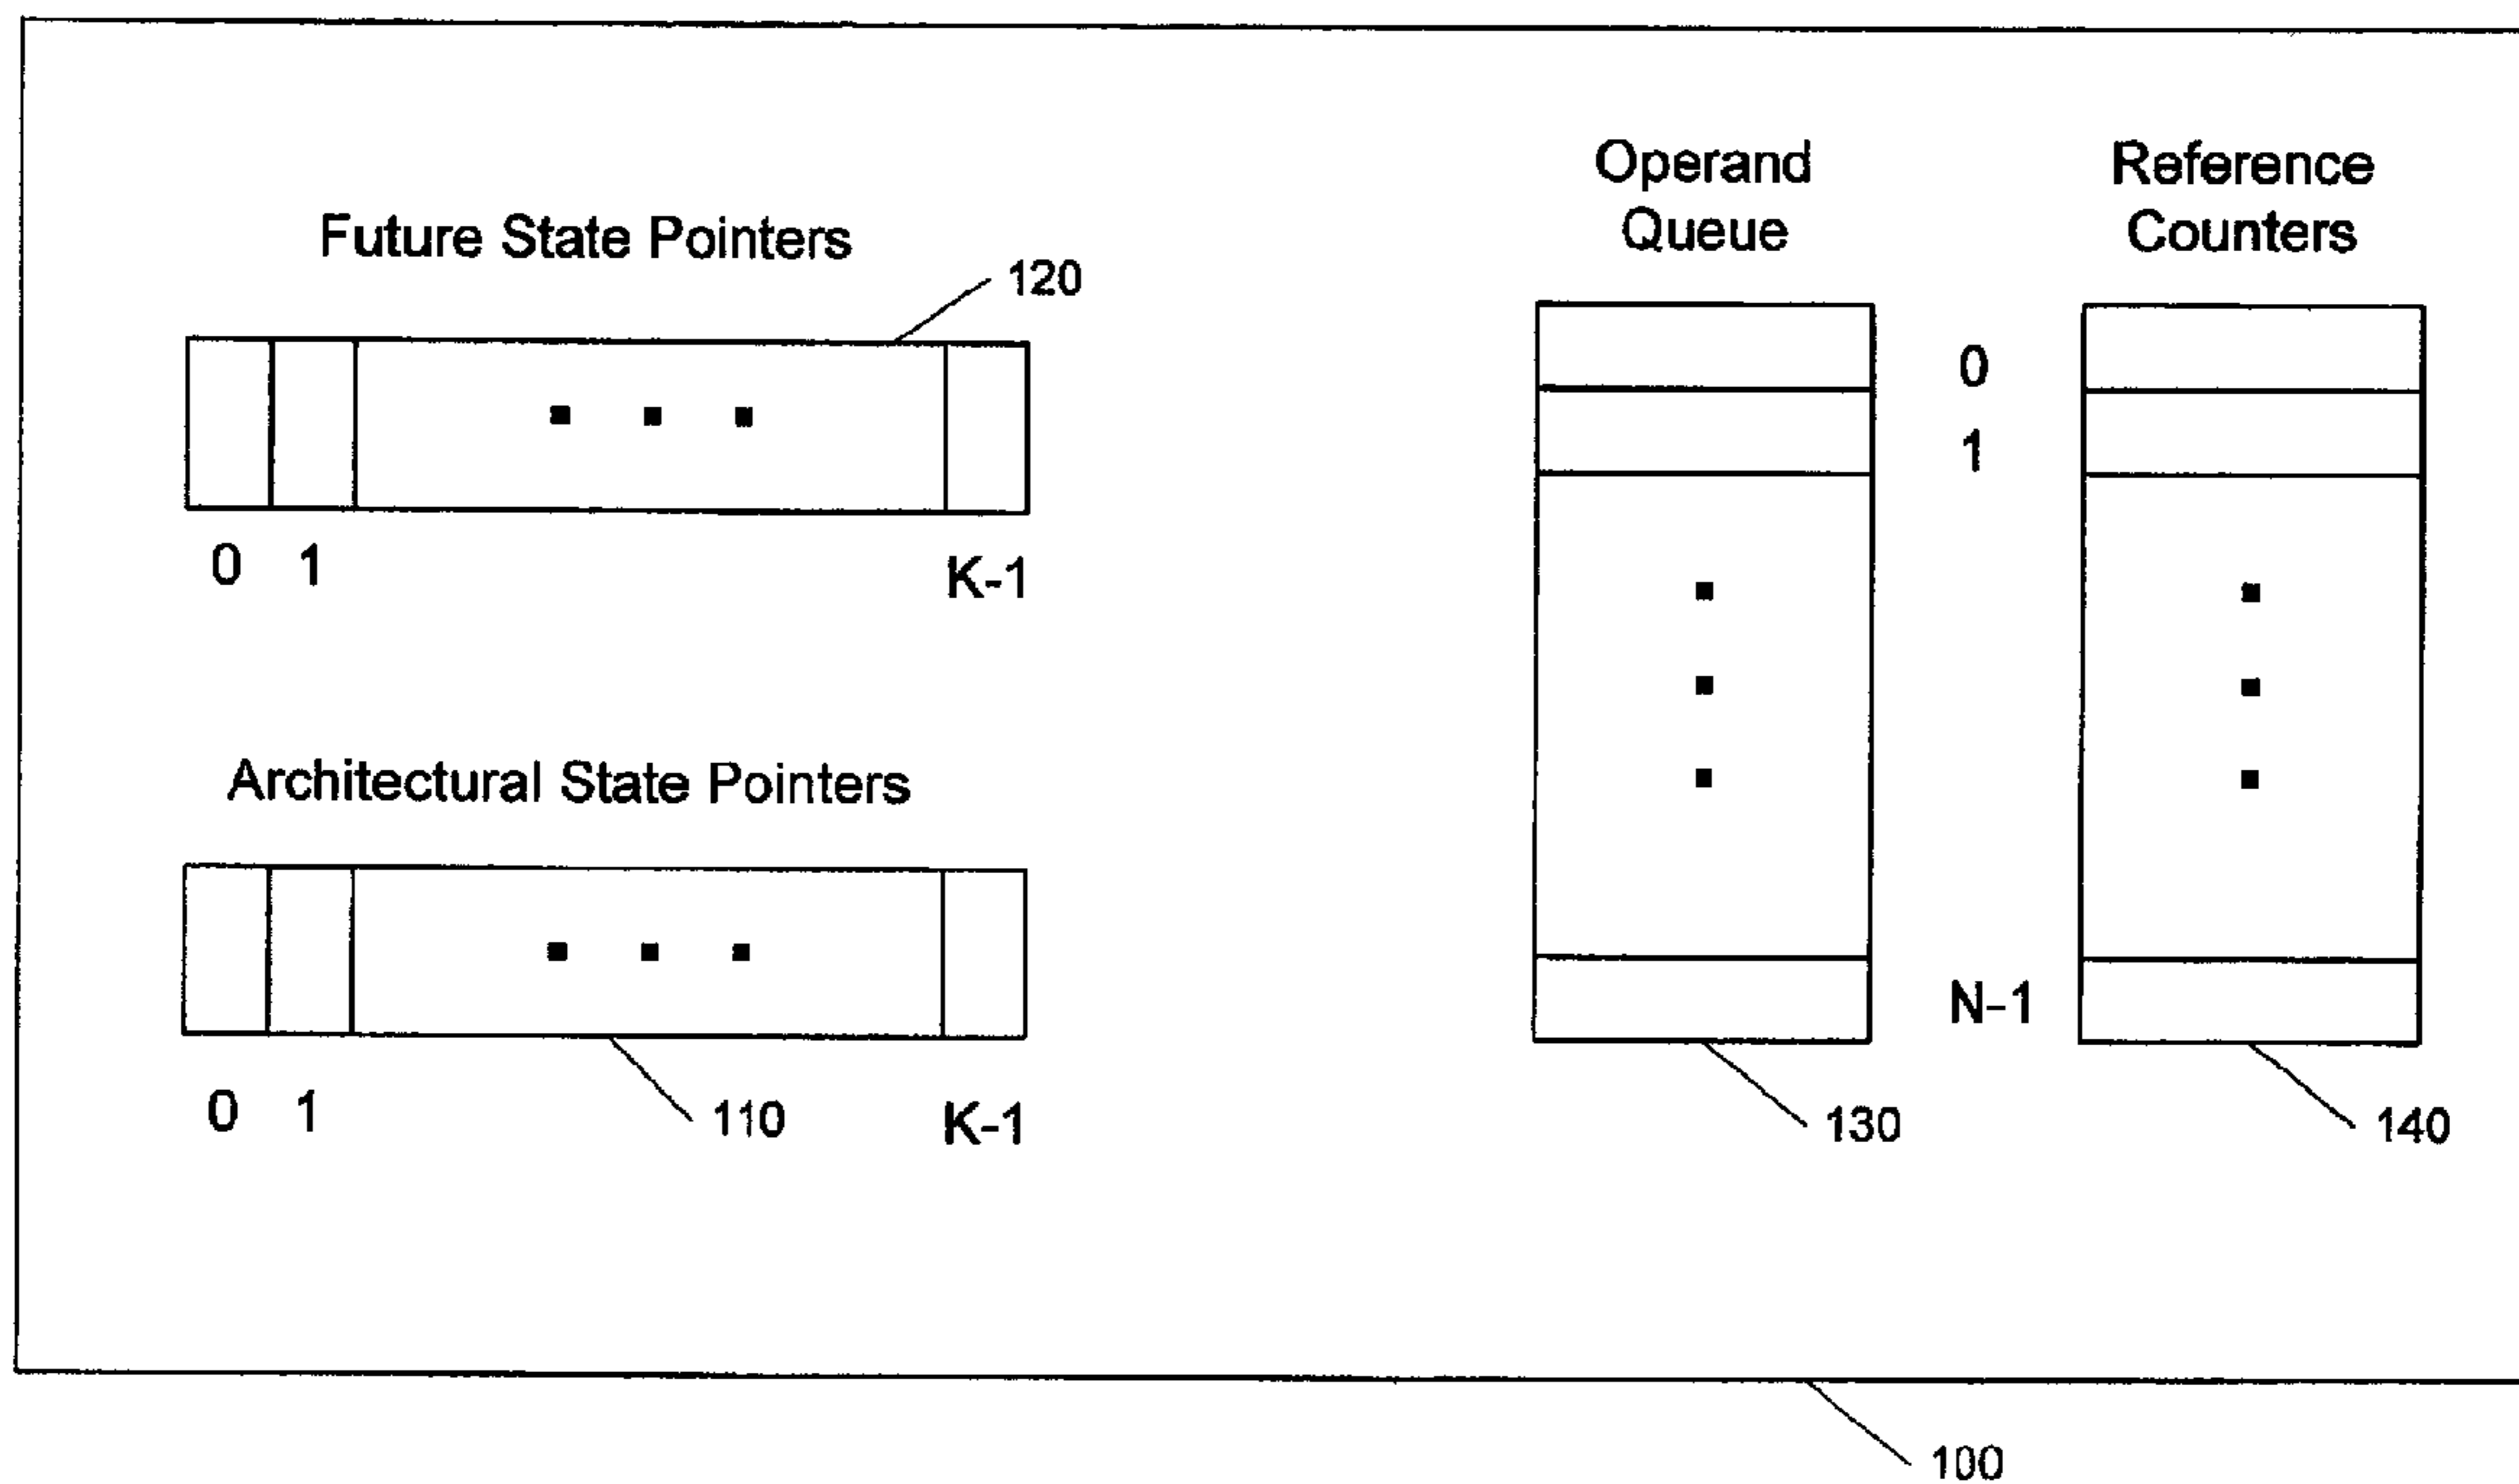 Future State Pointers
120
0 1 K-1
Architectural State Pointers
0 1 110 K-1
Operand
Queue
Reference
Counters
0
1
N-1
130
140
100